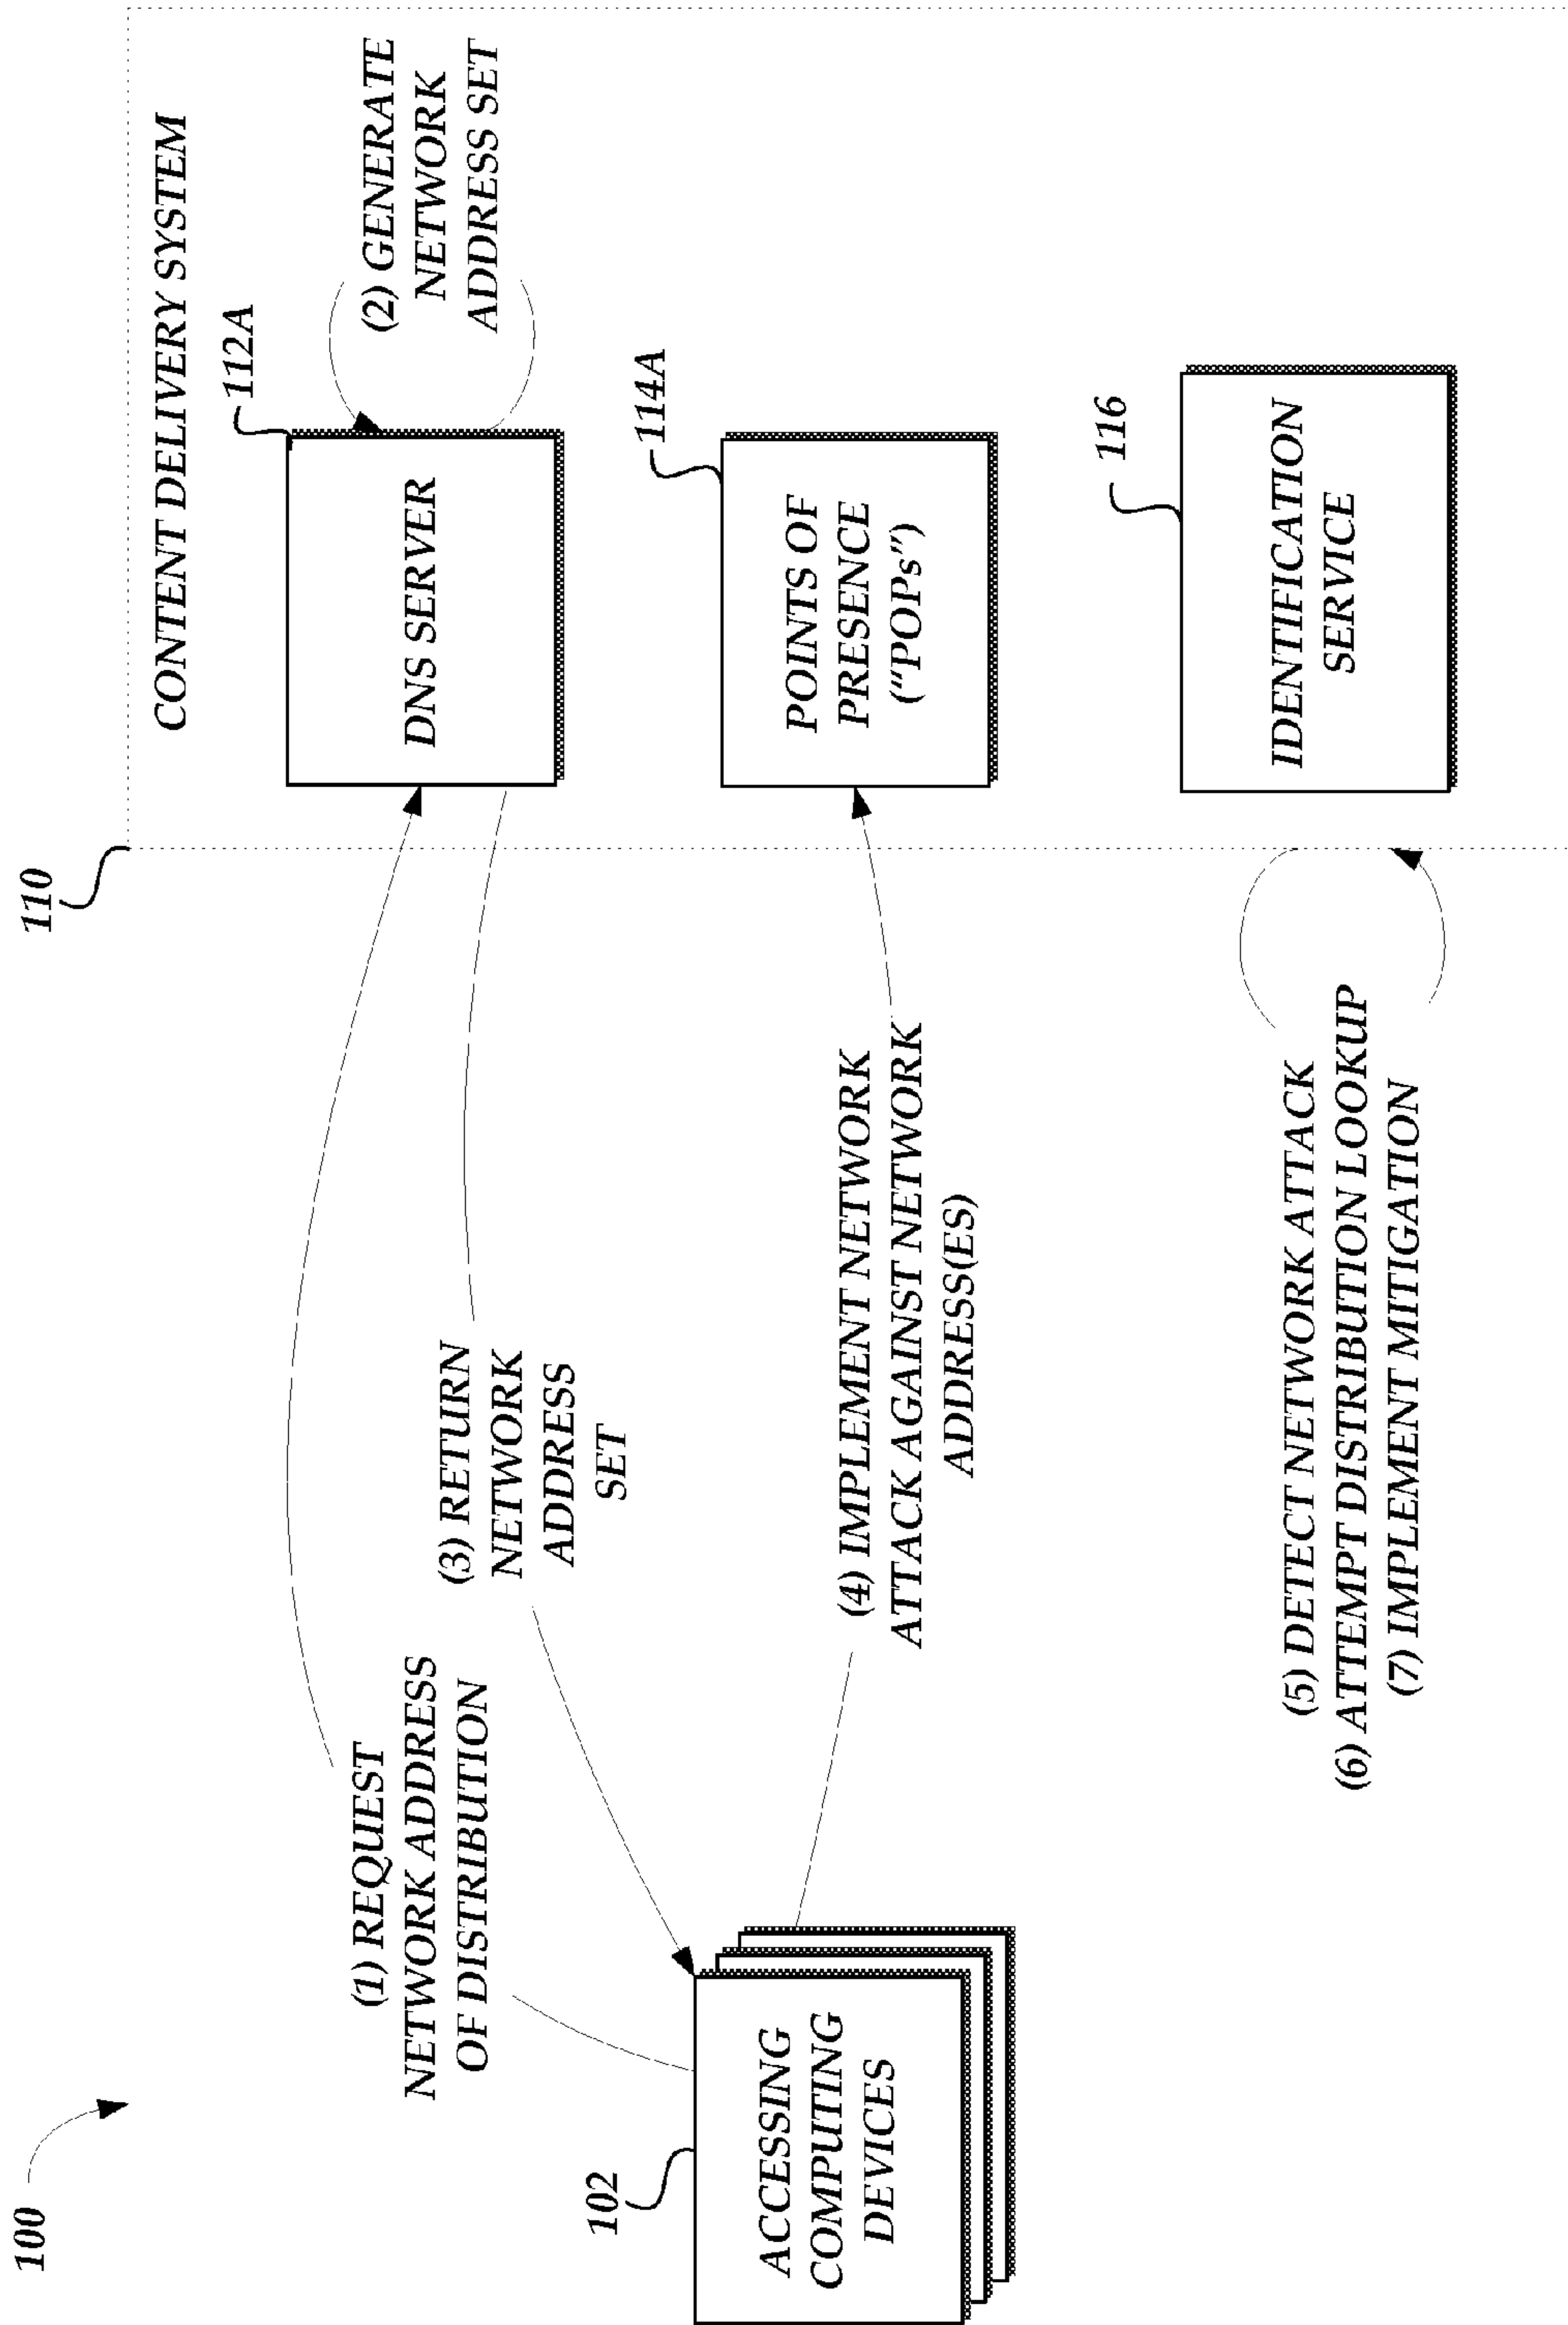 100
110
CONTENT DELIVERY SYSTEM
112A
(1) REQUEST
NETWORK ADDRESS
OF DISTRIBUTION
DNS SERVER
(2) GENERATE
NETWORK
ADDRESS SET
(3) RETURN
NETWORK
ADDRESS
SET
102
ACCESSING
COMPUTING
DEVICES
114A
POINTS OF
PRESENCE
(“POPs”)
(4) IMPLEMENT NETWORK
ATTACK AGAINST NETWORK
ADDRESS(ES)
116
IDENTIFICATION
SERVICE
(5) DETECT NETWORK ATTACK
(6) ATTEMPT DISTRIBUTION LOOKUP
(7) IMPLEMENT MITIGATION